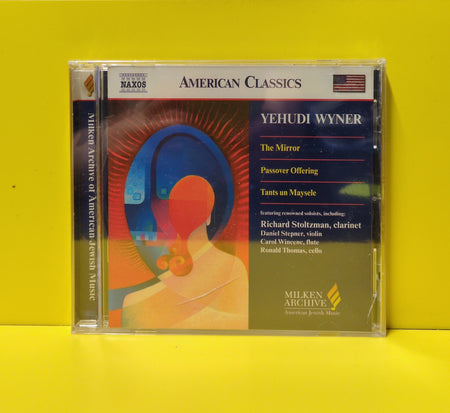 NAXOS
AMERICAN CLASSICS
Milken Archive of American Jewish Music
YEHUDI WYNER
The Mirror
Passover Offering
Tants un Maysele
featuring renowned soloists, including:
Richard Stoltzman, clarinet
Daniel Stepner, violin
Carol Wincenc, flute
Ronald Thomas, cello
MILKEN
ARCHIVE
American Jewish Music